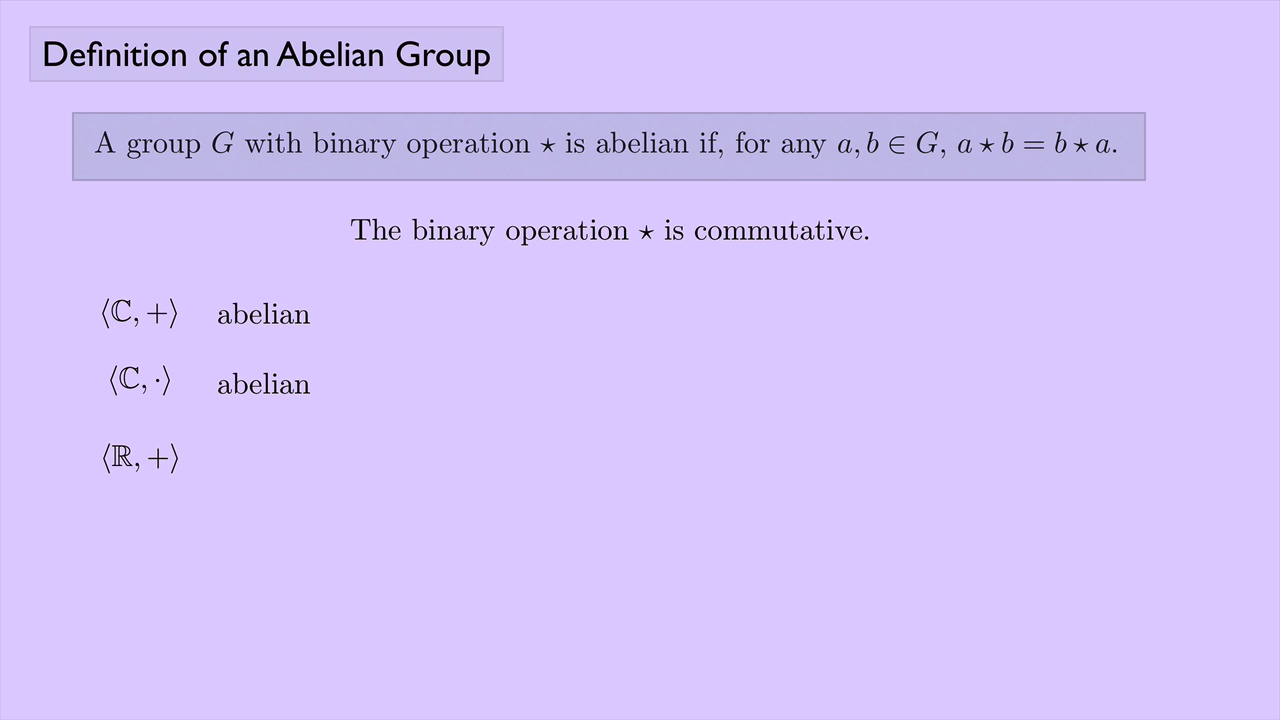 Definition of an Abelian Group
A group G with binary operation ⋆ is abelian if, for any a, b ∈ G, a ⋆ b = b ⋆ a.
The binary operation ⋆ is commutative.
⟨ℂ, +⟩ abelian
⟨ℂ, ·⟩ abelian
⟨ℝ, +⟩